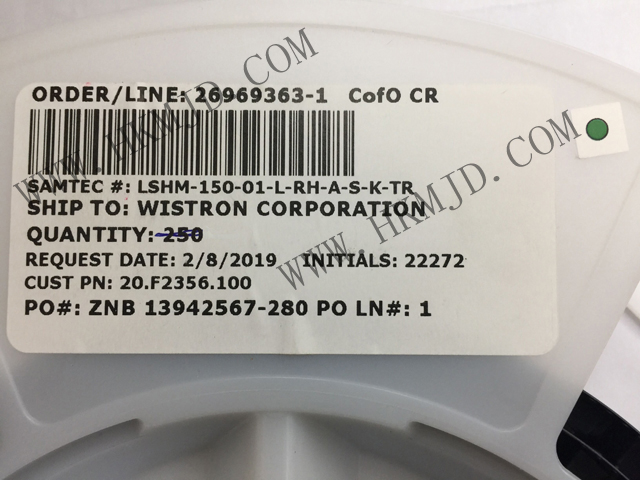 ORDER/LINE: 26969363-1 CofO CR
SAMTEC #: LSHM-150-01-L-RH-A-S-K-TR
SHIP TO: WISTRON CORPORATION
QUANTITY: 250
REQUEST DATE: 2/8/2019 INITIALS: 22272
CUST PN: 20.F2356.100
PO#: ZNB 13942567-280 PO LN#: 1
WWW.HKMJD.COM
WWW.HKMJD.COM